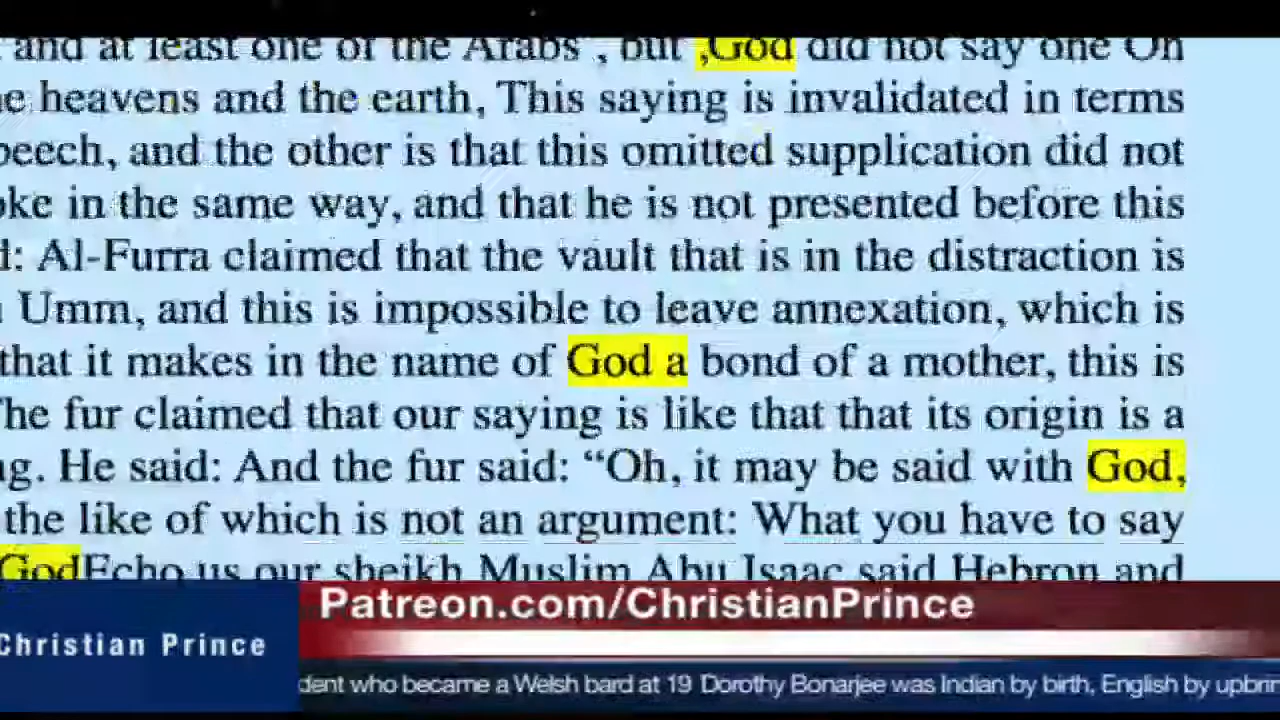 and at least one of the Arabs", but ,God did not say one Oh
e heavens and the earth, This saying is invalidated in terms
peech, and the other is that this omitted supplication did not
oke in the same way, and that he is not presented before this
d: Al-Furra claimed that the vault that is in the distraction is
Umm, and this is impossible to leave annexation, which is
that it makes in the name of God a bond of a mother, this is
The fur claimed that our saying is like that that its origin is a
ng. He said: And the fur said: “Oh, it may be said with God,
the like of which is not an argument: What you have to say
GodEcho us our sheikh Muslim Abu Isaac said Hebron and
Patreon.com/ChristianPrince
Christian Prince
dent who became a Welsh bard at 19 Dorothy Bonarjee was Indian by birth, English by upbrin